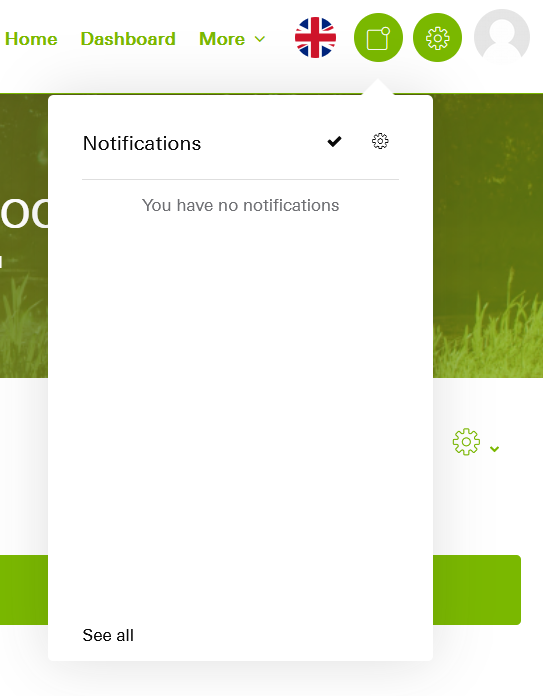 Home Dashboard More
Notifications
You have no notifications
See all